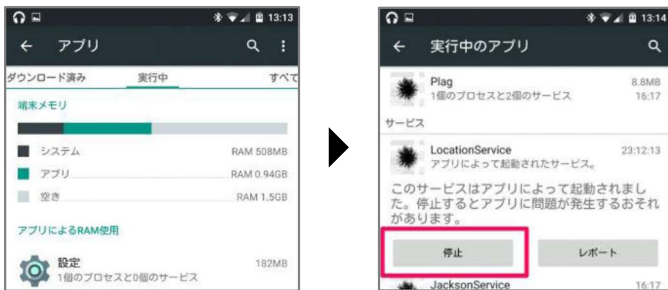 13:13
アプリ
ダウンロード済み 実行中 すべて
端末メモリ
システム RAM 508MB
アプリ RAM 0.94GB
空き RAM 1.5GB
アプリによるRAM使用
設定 182MB
1個のプロセスと0個のサービス
13:14
実行中のアプリ
Plag 8.8MB
1個のプロセスと2個のサービス 16:17
サービス
LocationService 23:12:13
アプリによって起動されたサービス。
このサービスはアプリによって起動されまし
た。停止するとアプリに問題が発生するおそれ
があります。
停止 レポート
JacksonService 16:17